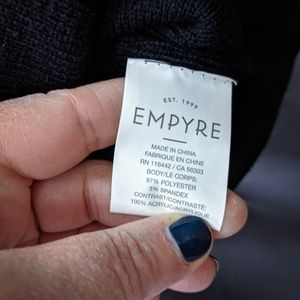 EST. 1999
EMPYRE
MADE IN CHINA
FABRIQUE EN CHINE
RN 116442 / CA 56303
BODY/LE CORPS:
97% POLYESTER
3% SPANDEX
CONTRAST/CONTRASTE:
100% ACRYLIC/ACRYLIQUE